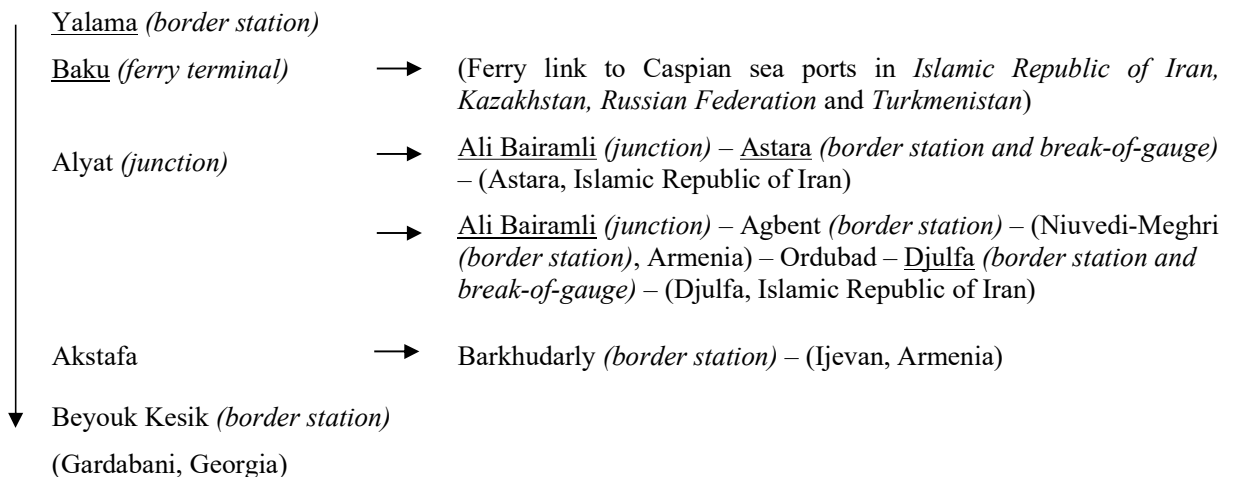 Yalama (border station)
Baku (ferry terminal)
(Ferry link to Caspian sea ports in Islamic Republic of Iran,
Kazakhstan, Russian Federation and Turkmenistan)
Alyat (junction)
Ali Bairamli (junction) – Astara (border station and break-of-gauge)
– (Astara, Islamic Republic of Iran)
Ali Bairamli (junction) – Agbent (border station) – (Niuvedi-Meghri
(border station), Armenia) – Ordubad – Djulfa (border station and
break-of-gauge) – (Djulfa, Islamic Republic of Iran)
Akstafa
Barkhudarly (border station) – (Ijevan, Armenia)
Beyouk Kesik (border station)
(Gardabani, Georgia)